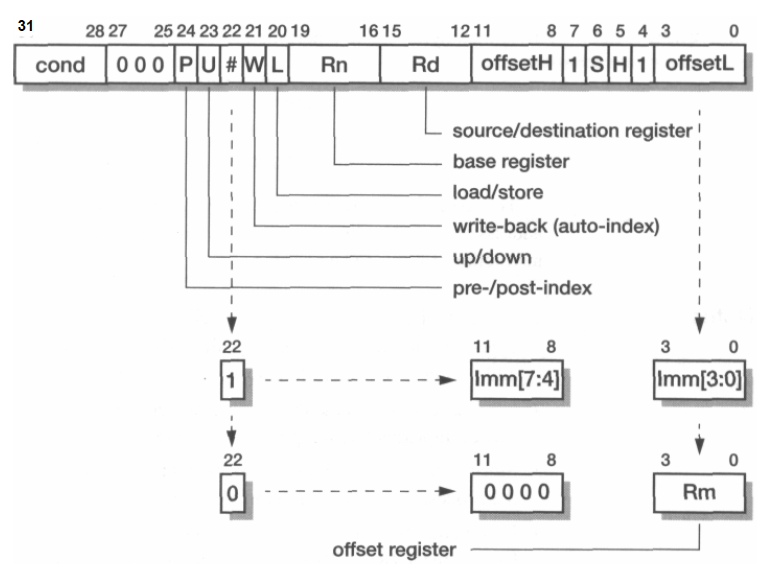 31 28 27 25 24 23 22 21 20 19 16 15 12 11 8 7 6 5 4 3 0
cond 0 0 0 P U # W L Rn Rd offsetH 1 S H 1 offsetL
source/destination register
base register
load/store
write-back (auto-index)
up/down
pre-/post-index
22 11 8 3 0
1 Imm[7:4] Imm[3:0]
22 11 8 3 0
0 0 0 0 0 Rm
offset register